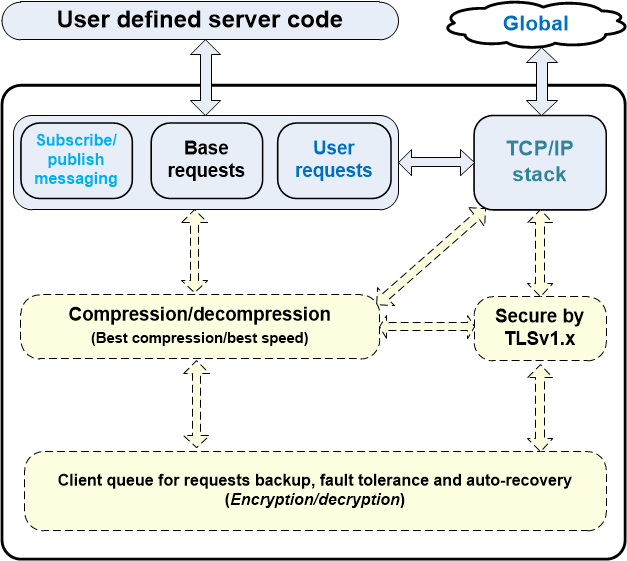 User defined server code
Global
Subscribe/
publish
messaging
Base
requests
User
requests
TCP/IP
stack
Compression/decompression
(Best compression/best speed)
Secure by
TLSv1.x
Client queue for requests backup, fault tolerance and auto-recovery
(Encryption/decryption)